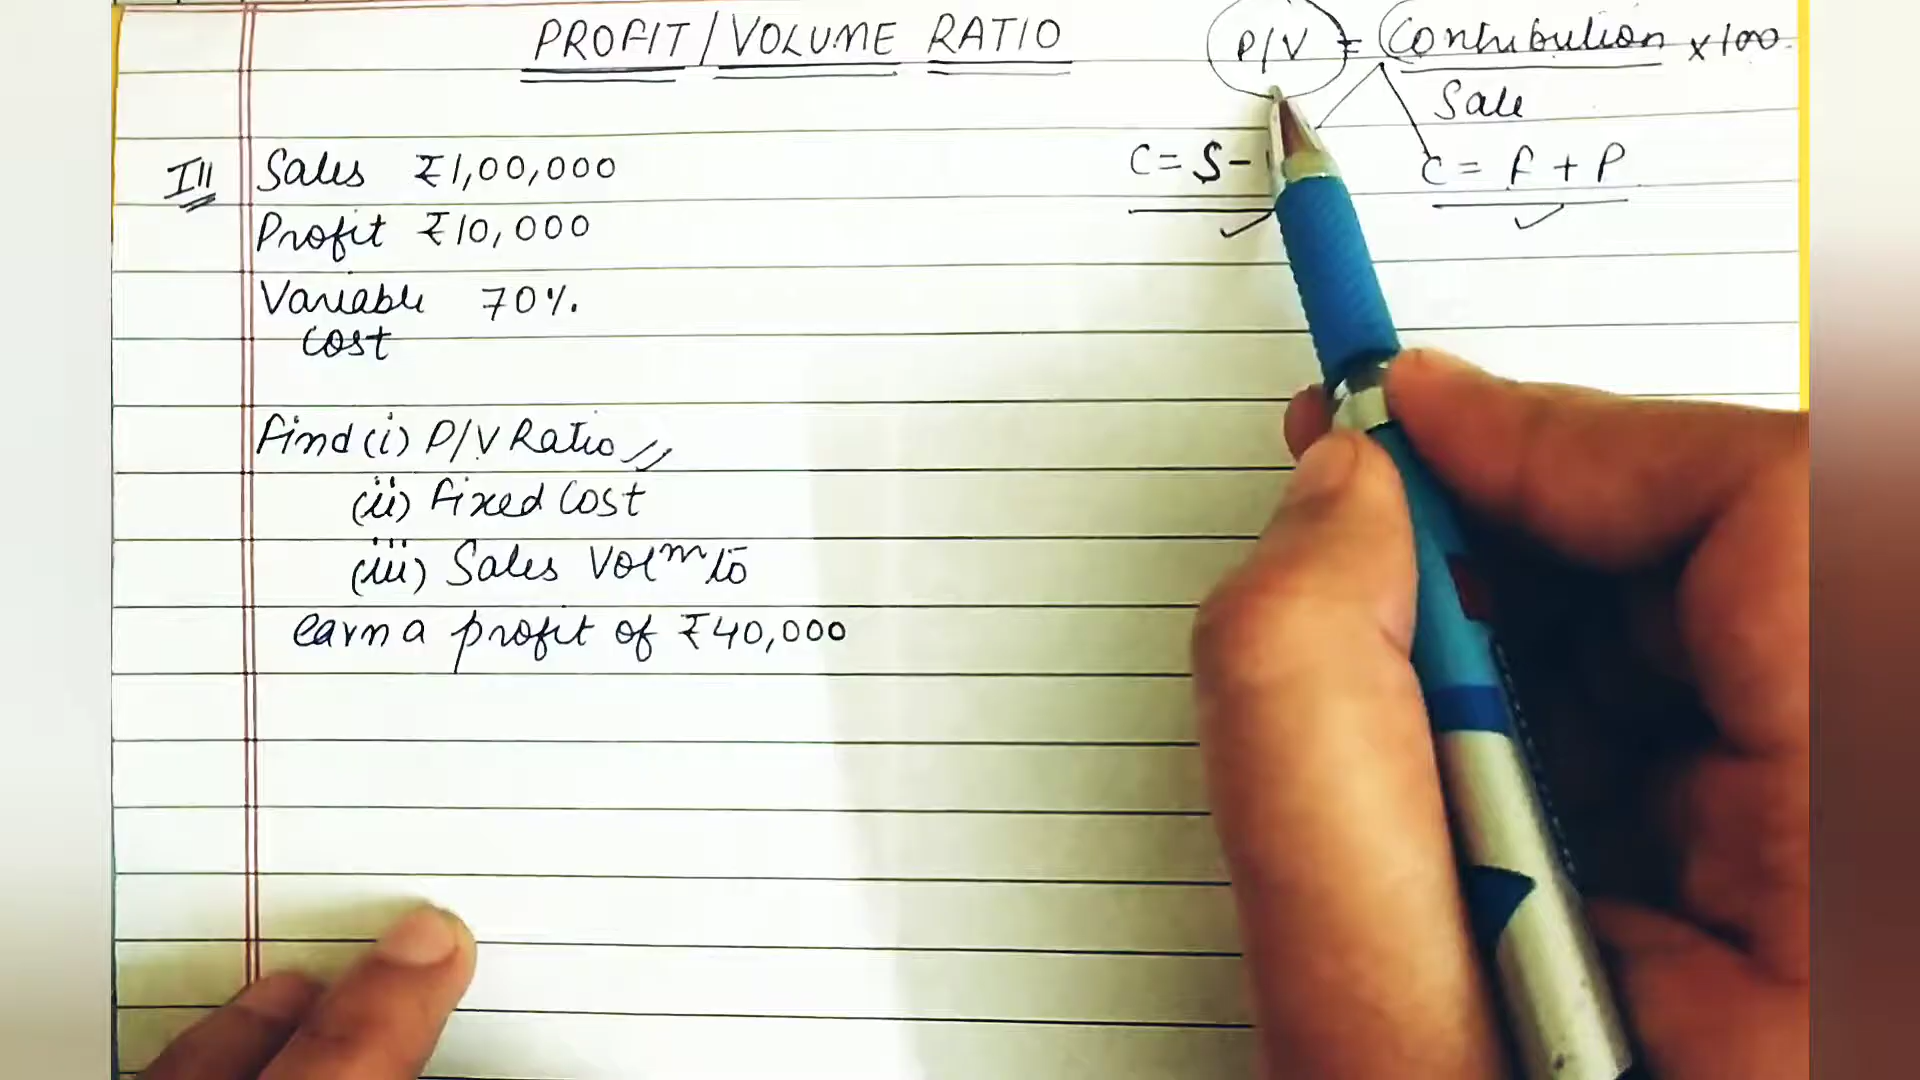 PROFIT/VOLUME RATIO
P/V = Contribution x 100
Sale
C = S -
C = F + P
III Sales ₹1,00,000
Profit ₹10,000
Variable 70%.
cost
Find (i) P/V Ratio
(ii) Fixed Cost
(iii) Sales Volm to
earn a profit of ₹40,000